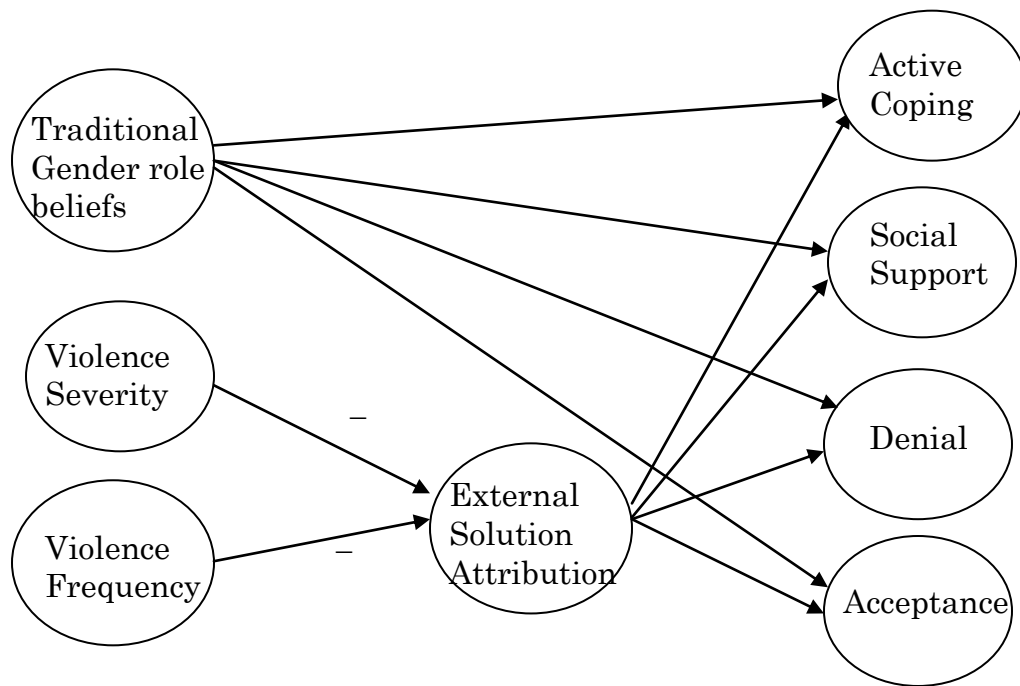 Active
Coping
Traditional
Gender role
beliefs
Social
Support
Violence
Severity
–
Denial
External
Solution
Attribution
Violence
Frequency
–
Acceptance